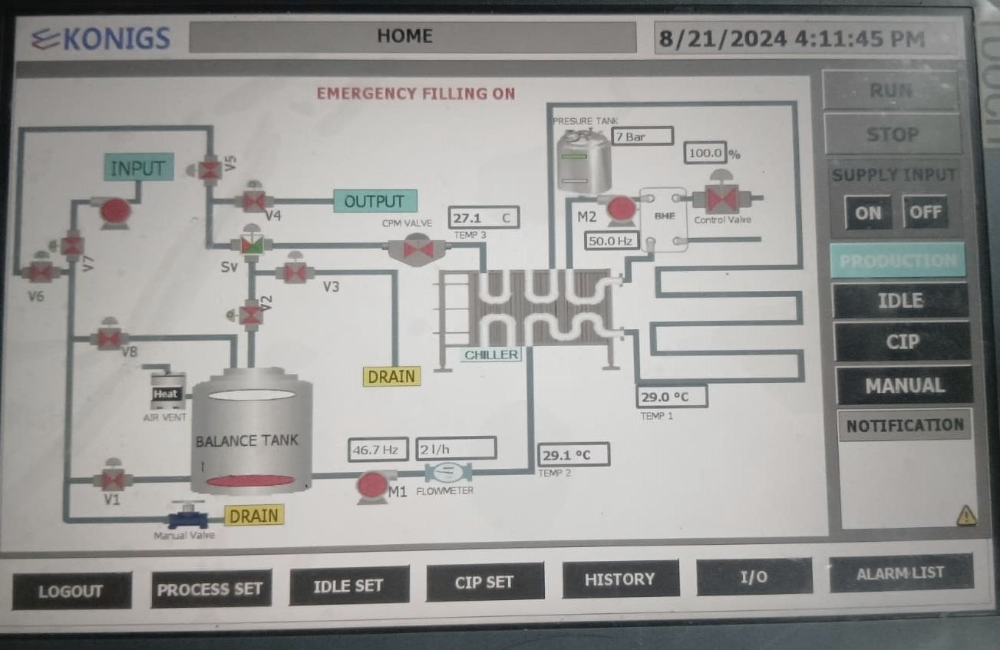 KONIGS
HOME
8/21/2024 4:11:45 PM
EMERGENCY FILLING ON
RUN
STOP
SUPPLY INPUT
ON OFF
PRODUCTION
IDLE
CIP
MANUAL
NOTIFICATION
PRESURE TANK
7 Bar
100.0 %
INPUT
V5
OUTPUT
V4
CPM VALVE
27.1 C
TEMP 3
M2
BHE
Control Valve
50.0 Hz
V7
SV
V6
V3
V2
V8
CHILLER
DRAIN
Heat
AIR VENT
29.0 °C
TEMP 1
BALANCE TANK
46.7 Hz
2 l/h
29.1 °C
TEMP 2
M1
FLOWMETER
V1
DRAIN
Manual Valve
LOGOUT
PROCESS SET
IDLE SET
CIP SET
HISTORY
I/O
ALARM LIST